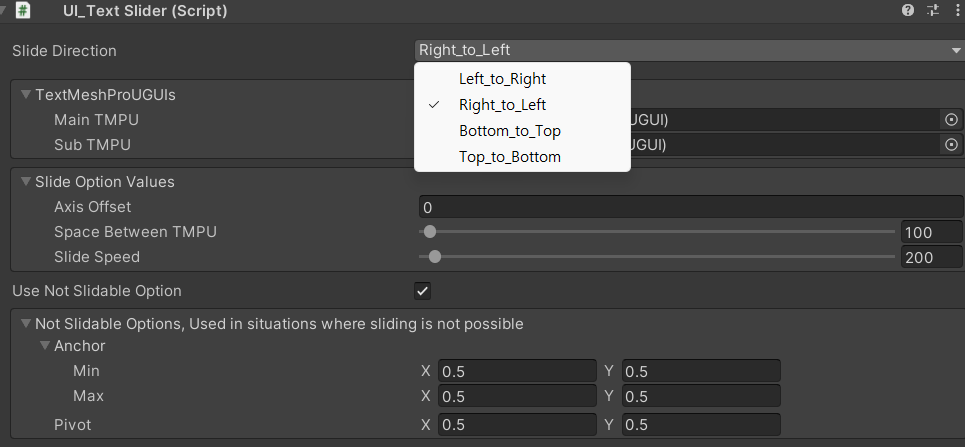 UI_Text Slider (Script)
Slide Direction
Right_to_Left
Left_to_Right
TextMeshProUGUIs
Right_to_Left
Main TMPU
UGUI)
Bottom_to_Top
Sub TMPU
UGUI)
Top_to_Bottom
Slide Option Values
Axis Offset 0
Space Between TMPU 100
Slide Speed 200
Use Not Slidable Option
Not Slidable Options, Used in situations where sliding is not possible
Anchor
Min X 0.5 Y 0.5
Max X 0.5 Y 0.5
Pivot X 0.5 Y 0.5